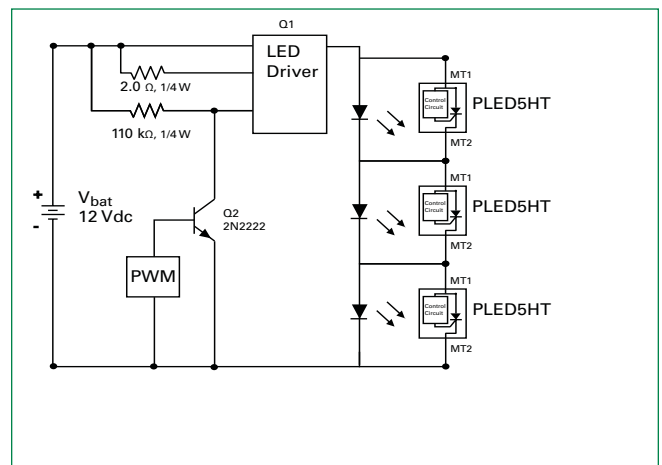 Q1
LED
Driver
2.0 Ω, 1/4 W
110 kΩ, 1/4 W
MT1
Control
Circuit
PLED5HT
MT2
+
Vbat
12 Vdc
-
Q2
2N2222
PWM
MT1
Control
Circuit
PLED5HT
MT2
MT1
Control
Circuit
PLED5HT
MT2